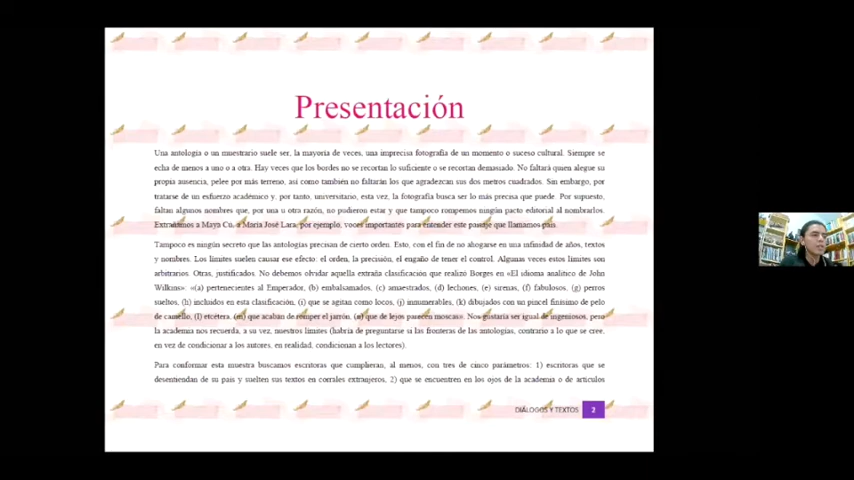 Presentación
Una antología o un muestrario suele ser, la mayoría de veces, una imprecisa fotografía de un momento o suceso cultural. Siempre se
echa de menos a uno o a otra. Hay veces que los bordes no se recortan lo suficiente o se recortan demasiado. No faltará quien alegue su
propia ausencia, pelee por más terreno, así como también no faltarán los que agradezcan sus dos metros cuadrados. Sin embargo, por
tratarse de un esfuerzo académico y, por tanto, universitario, esta vez, la fotografía busca ser lo más precisa que puede. Por supuesto,
faltan algunos nombres que, por una u otra razón, no pudieron estar y que tampoco rompemos ningún pacto editorial al nombrarlos.
Extrañamos a Maya Cu, a María José Lara, por ejemplo, voces importantes para entender este paisaje que llamamos país.
Tampoco es ningún secreto que las antologías precisan de cierto orden. Esto, con el fin de no ahogarse en una infinidad de años, textos
y nombres. Los límites suelen causar ese efecto: el orden, la precisión, el engaño de tener el control. Algunas veces estos límites son
arbitrarios. Otras, justificados. No debemos olvidar aquella extraña clasificación que realizó Borges en «El idioma analítico de John
Wilkins»: «(a) pertenecientes al Emperador, (b) embalsamados, (c) amaestrados, (d) lechones, (e) sirenas, (f) fabulosos, (g) perros
sueltos, (h) incluidos en esta clasificación, (i) que se agitan como locos, (j) innumerables, (k) dibujados con un pincel finísimo de pelo
de camello, (l) etcétera, (m) que acaban de romper el jarrón, (n) que de lejos parecen moscas». Nos gustaría ser igual de ingeniosos, pero
la academia nos recuerda, a su vez, nuestros límites (habría de preguntarse si las fronteras de las antologías, contrario a lo que se cree,
en vez de condicionar a los autores, en realidad, condicionan a los lectores).
Para conformar esta muestra buscamos escritoras que cumplieran, al menos, con tres de cinco parámetros: 1) escritoras que se
desentiendan de su país y suelten sus textos en corrales extranjeros, 2) que se encuentren en los ojos de la academia o de artículos
DIÁLOGOS Y TEXTOS 2